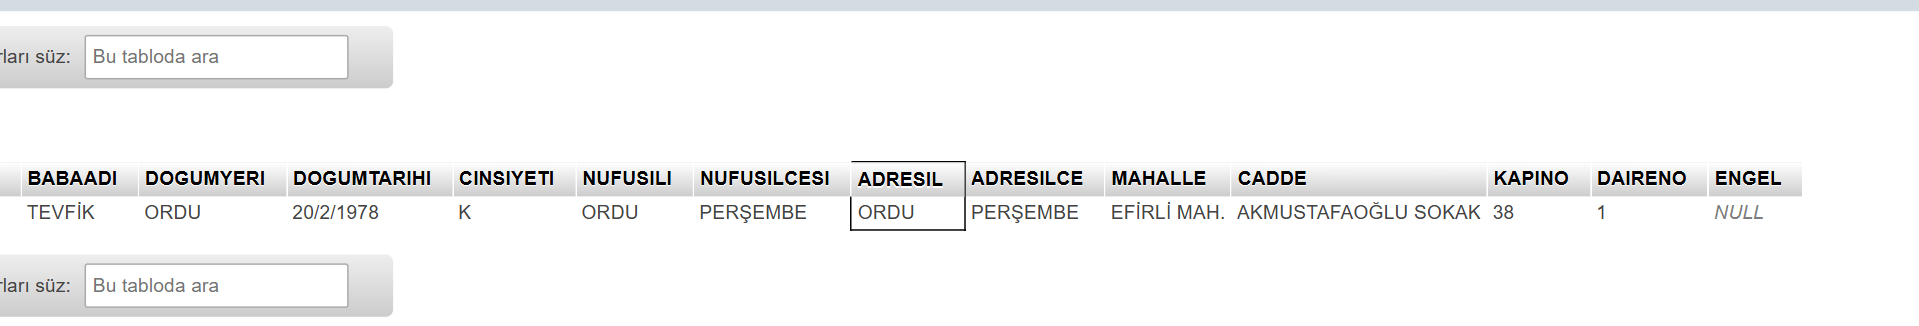 rları süz: Bu tabloda ara
BABAADI DOGUMYERI DOGUMTARIHI CINSIYETI NUFUSILI NUFUSILCESI ADRESIL ADRESILCE MAHALLE CADDE KAPINO DAIRENO ENGEL
TEVFİK ORDU 20/2/1978 K ORDU PERŞEMBE ORDU PERŞEMBE EFİRLİ MAH. AKMUSTAFAOĞLU SOKAK 38 1 NULL
rları süz: Bu tabloda ara